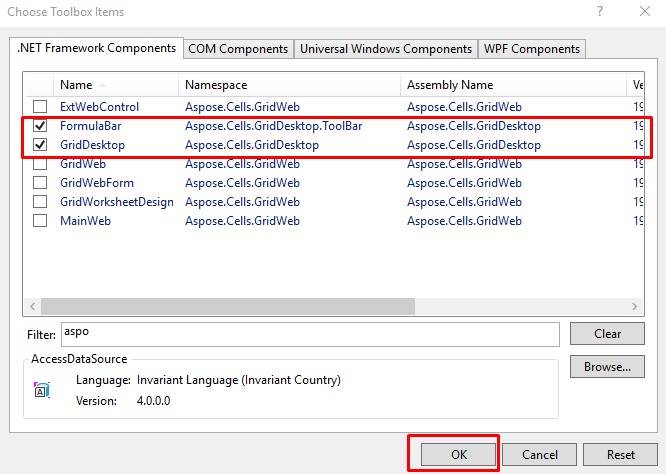 Choose Toolbox Items ? ×
.NET Framework Components COM Components Universal Windows Components WPF Components
Name Namespace Assembly Name Ve
ExtWebControl Aspose.Cells.GridWeb Aspose.Cells.GridWeb 19
FormulaBar Aspose.Cells.GridDesktop.ToolBar Aspose.Cells.GridDesktop 19
GridDesktop Aspose.Cells.GridDesktop Aspose.Cells.GridDesktop 19
GridWeb Aspose.Cells.GridWeb Aspose.Cells.GridWeb 19
GridWebForm Aspose.Cells.GridWeb Aspose.Cells.GridWeb 19
GridWorksheetDesign Aspose.Cells.GridWeb Aspose.Cells.GridWeb 19
MainWeb Aspose.Cells.GridWeb Aspose.Cells.GridWeb 19
Filter: aspo Clear
AccessDataSource Browse...
Language: Invariant Language (Invariant Country)
Version: 4.0.0.0
OK Cancel Reset